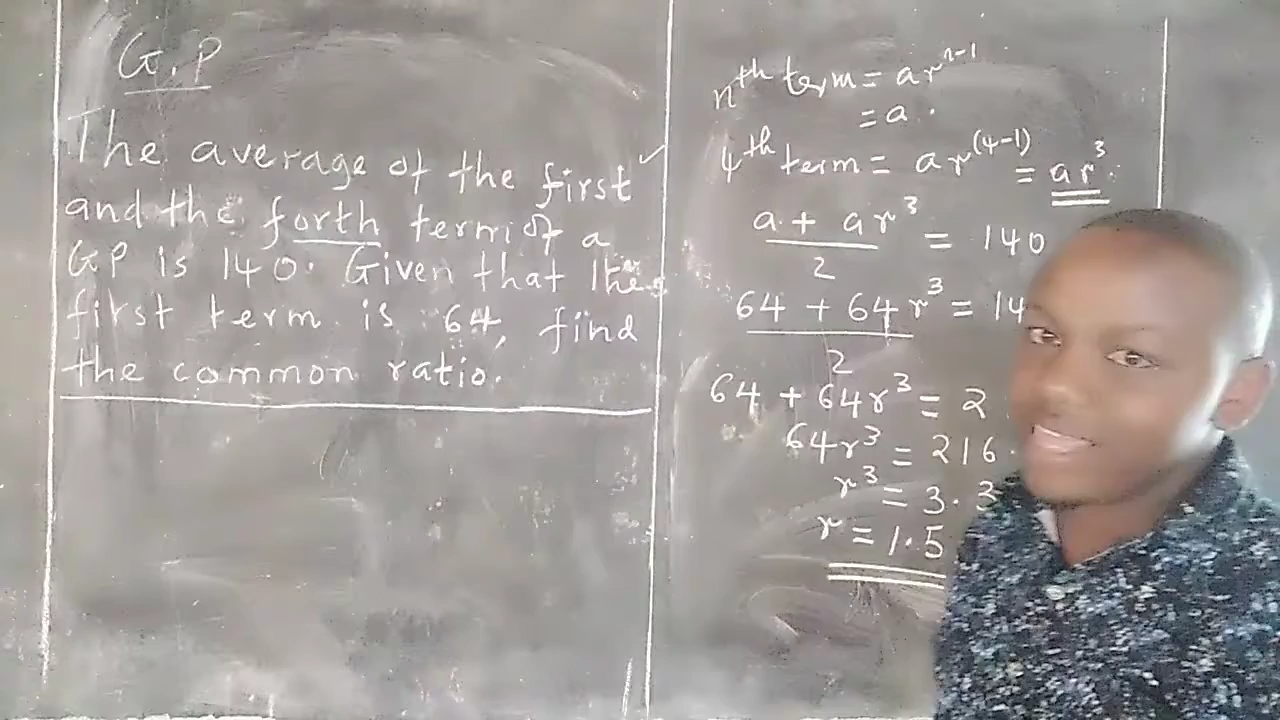 G.P
The average of the first
and the forth term of a
GP is 140. Given that the
first term is 64, find
the common ratio.
nth term = ar^n-1
= a.
4th term = ar^(4-1) = ar^3.
a + ar^3 = 140
2
64 + 64r^3 = 14
2
64 + 64r^3 = 2
64r^3 = 216
r^3 = 3.3
r = 1.5